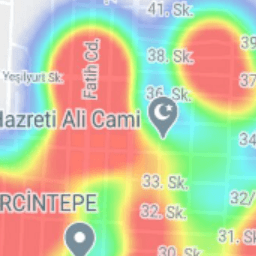 41. Sk.
39
38. Sk.
Fatih Cd.
Yeşilyurt Sk.
37
36. Sk.
Hazreti Ali Cami
34
33. Sk.
32/
RCİNTEPE
32. Sk.
31. S
30. Sk.